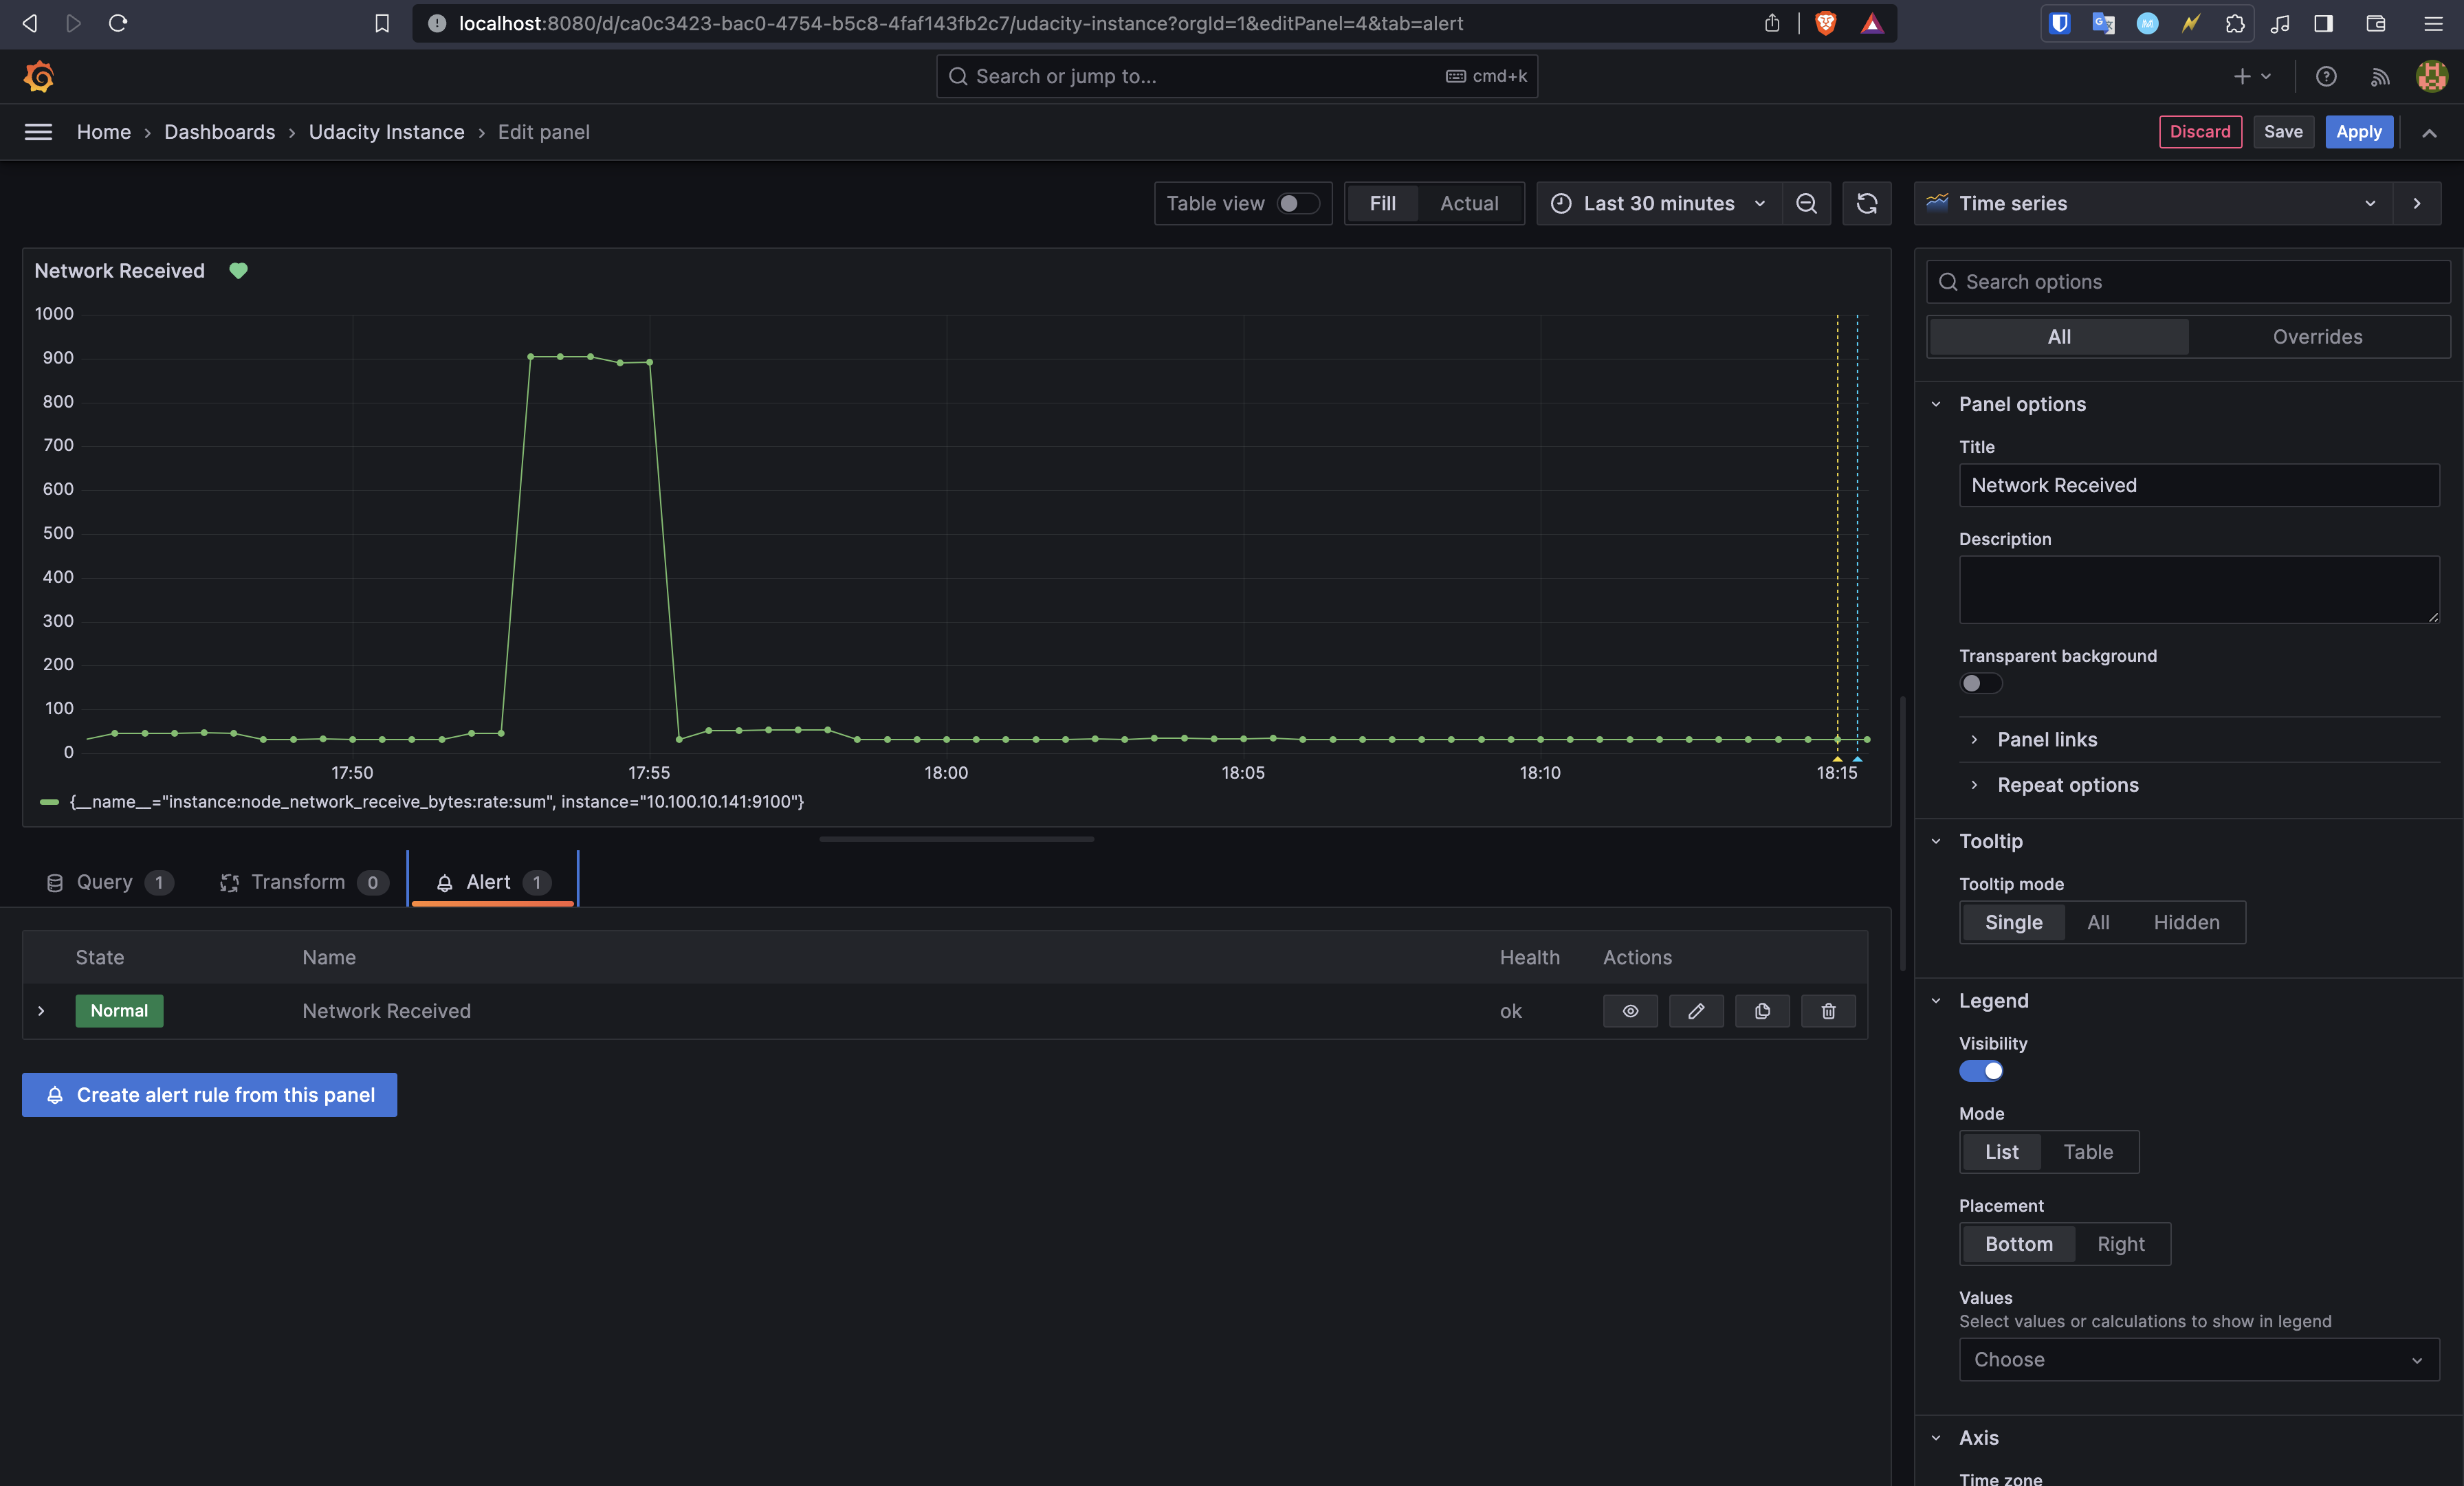 localhost:8080/d/ca0c3423-bac0-4754-b5c8-4faf143fb2c7/udacity-instance?orgId=1&editPanel=4&tab=alert
Search or jump to... cmd+k
Home › Dashboards › Udacity Instance › Edit panel
Discard Save Apply
Table view Fill Actual Last 30 minutes Time series
Network Received
1000
900
800
700
600
500
400
300
200
100
0
17:50 17:55 18:00 18:05 18:10 18:15
{__name__="instance:node_network_receive_bytes:rate:sum", instance="10.100.10.141:9100"}
Query 1 Transform 0 Alert 1
State Name Health Actions
Normal Network Received ok
Create alert rule from this panel
Search options
All Overrides
Panel options
Title
Network Received
Description
Transparent background
Panel links
Repeat options
Tooltip
Tooltip mode
Single All Hidden
Legend
Visibility
Mode
List Table
Placement
Bottom Right
Values
Select values or calculations to show in legend
Choose
Axis
Time zone